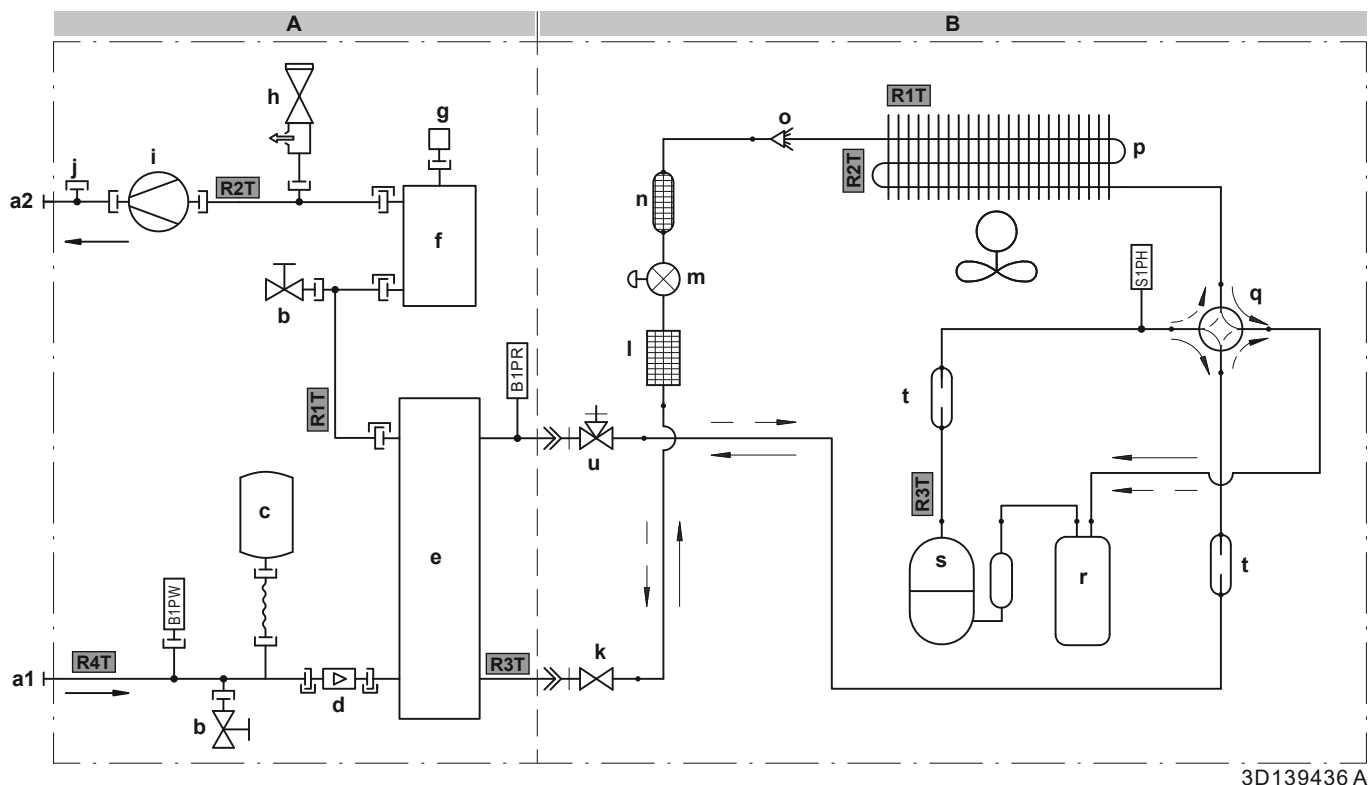 A
B
h
g
j
i
R2T
a2
f
b
R1T
B1PR
c
e
B1PW
R4T
a1
b
d
R3T
R1T
o
R2T
p
n
m
l
S1PH
q
t
u
R3T
s
r
t
k
3D139436 A